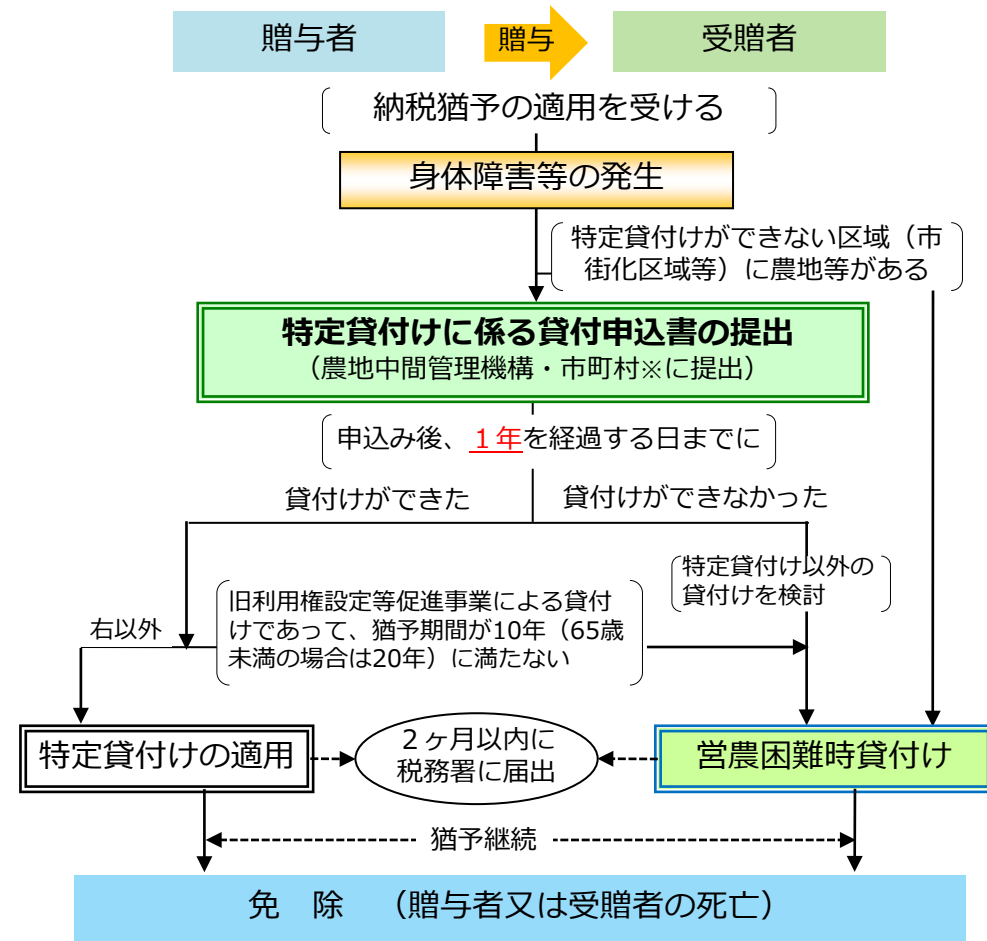 贈与者
贈与
受贈者
納税猶予の適用を受ける
身体障害等の発生
特定貸付けができない区域（市
街化区域等）に農地等がある
特定貸付けに係る貸付申込書の提出
（農地中間管理機構・市町村※に提出）
申込み後、１年を経過する日までに
貸付けができた
貸付けができなかった
特定貸付け以外の
貸付けを検討
右以外
旧利用権設定等促進事業による貸付
けであって、猶予期間が10年（65歳
未満の場合は20年）に満たない
特定貸付けの適用
２ヶ月以内に
税務署に届出
営農困難時貸付け
猶予継続
免　除　（贈与者又は受贈者の死亡）